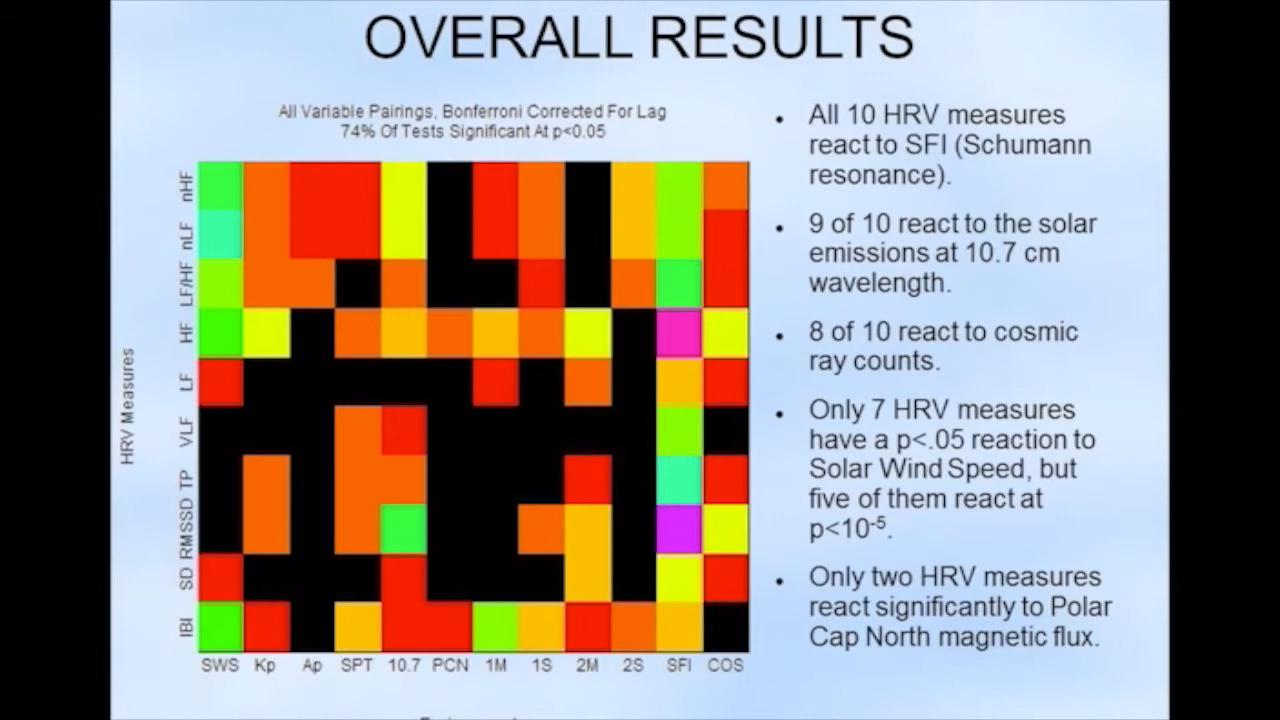 OVERALL RESULTS
All Variable Pairings, Bonferroni Corrected For Lag
74% Of Tests Significant At p<0.05
HRV Measures
nHF
nLF
LF/HF
HF
LF
VLF
TP
RMSSD
SD
IBI
SWS Kp Ap SPT 10.7 PCN 1M 1S 2M 2S SFI COS
• All 10 HRV measures
react to SFI (Schumann
resonance).
• 9 of 10 react to the solar
emissions at 10.7 cm
wavelength.
• 8 of 10 react to cosmic
ray counts.
• Only 7 HRV measures
have a p<.05 reaction to
Solar Wind Speed, but
five of them react at
p<10-5.
• Only two HRV measures
react significantly to Polar
Cap North magnetic flux.